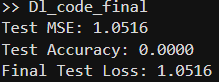 >> Dl_code_final
Test MSE: 1.0516
Test Accuracy: 0.0000
Final Test Loss: 1.0516